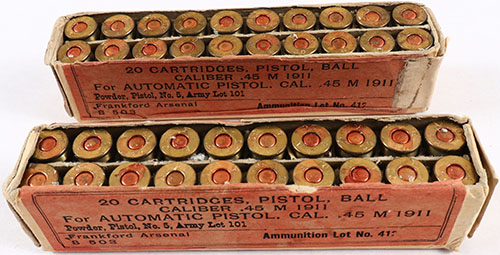 20 CARTRIDGES, PISTOL, BALL
CALIBER .45 M 1911
For AUTOMATIC PISTOL, CAL. .45 M 1911
Powder, Pistol, No. 5, Army Lot 101
Frankford Arsenal
Ammunition Lot No.
S 503
20 CARTRIDGES, PISTOL, BALL
CALIBER .45 M 1911
For AUTOMATIC PISTOL, CAL. .45 M 1911
Powder, Pistol, No. 5, Army Lot 101
Frankford Arsenal
Ammunition Lot No.
S 503